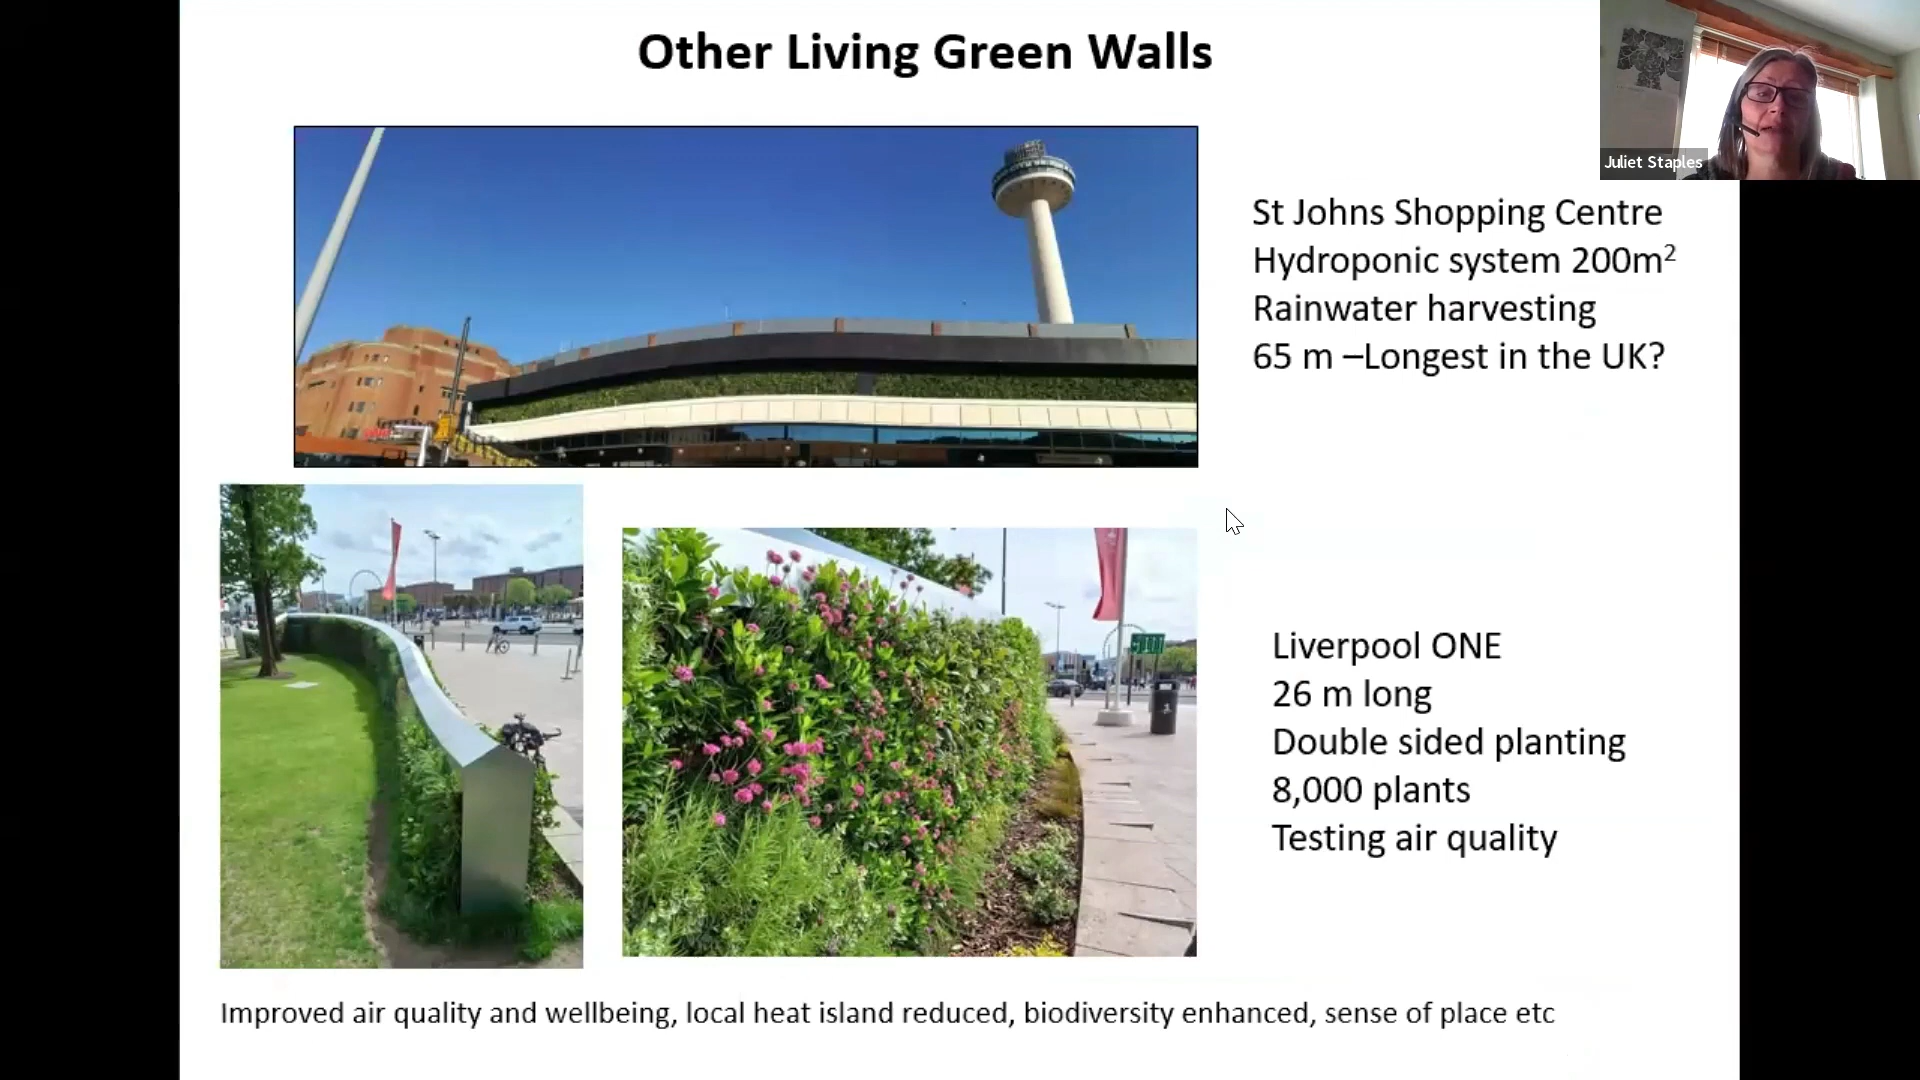 Other Living Green Walls
Juliet Staples
St Johns Shopping Centre
Hydroponic system 200m²
Rainwater harvesting
65 m –Longest in the UK?
Liverpool ONE
26 m long
Double sided planting
8,000 plants
Testing air quality
Improved air quality and wellbeing, local heat island reduced, biodiversity enhanced, sense of place etc